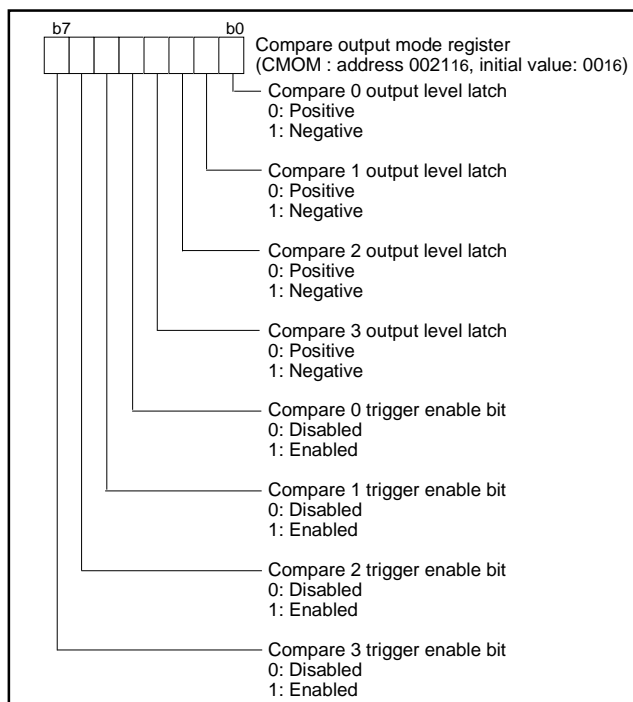 b7 b0
Compare output mode register
(CMOM : address 002116, initial value: 0016)
Compare 0 output level latch
0: Positive
1: Negative
Compare 1 output level latch
0: Positive
1: Negative
Compare 2 output level latch
0: Positive
1: Negative
Compare 3 output level latch
0: Positive
1: Negative
Compare 0 trigger enable bit
0: Disabled
1: Enabled
Compare 1 trigger enable bit
0: Disabled
1: Enabled
Compare 2 trigger enable bit
0: Disabled
1: Enabled
Compare 3 trigger enable bit
0: Disabled
1: Enabled